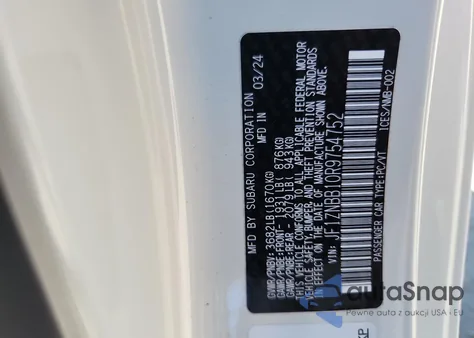 MFD BY: SUBARU CORPORATION
MFD IN 03/24
GVWR/PNBV: 3682LB(1670KG)
GAWR/PNBE:FRONT- 1931LB( 876KG)
GAWR/PNBE:REAR - 2079LB( 943KG)
THIS VEHICLE CONFORMS TO ALL APPLICABLE FEDERAL MOTOR
VEHICLE SAFETY, BUMPER, AND THEFT PREVENTION STANDARDS
IN EFFECT ON THE DATE OF MANUFACTURE SHOWN ABOVE.
VIN: JF1ZNBB10R9754752
PASSENGER CAR TYPE:PC/VT
ICES/NMB-002
autaSnap
Pewne auta z aukcji USA i EU